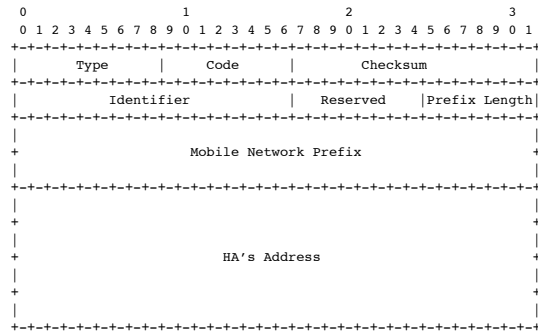 0                   1                   2                   3
0 1 2 3 4 5 6 7 8 9 0 1 2 3 4 5 6 7 8 9 0 1 2 3 4 5 6 7 8 9 0 1
+-+-+-+-+-+-+-+-+-+-+-+-+-+-+-+-+-+-+-+-+-+-+-+-+-+-+-+-+-+-+-+-+
| Type | Code | Checksum |
+-+-+-+-+-+-+-+-+-+-+-+-+-+-+-+-+-+-+-+-+-+-+-+-+-+-+-+-+-+-+-+-+
| Identifier | Reserved |Prefix Length|
+-+-+-+-+-+-+-+-+-+-+-+-+-+-+-+-+-+-+-+-+-+-+-+-+-+-+-+-+-+-+-+-+
| |
+ Mobile Network Prefix +
| |
+-+-+-+-+-+-+-+-+-+-+-+-+-+-+-+-+-+-+-+-+-+-+-+-+-+-+-+-+-+-+-+-+
| |
+ +
| |
+ HA's Address +
| |
+ +
| |
+-+-+-+-+-+-+-+-+-+-+-+-+-+-+-+-+-+-+-+-+-+-+-+-+-+-+-+-+-+-+-+-+